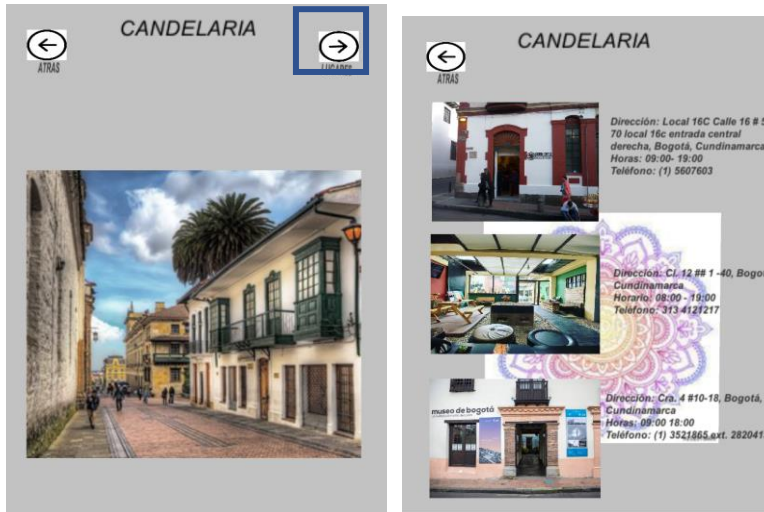 CANDELARIA
ATRAS
LUGARES
CANDELARIA
ATRAS
Dirección: Local 16C Calle 16 # 5
70 local 16c entrada central
derecha, Bogotá, Cundinamarca
Horas: 09:00- 19:00
Teléfono: (1) 5607603
Dirección: Cl. 12 ## 1 -40, Bogot
Cundinamarca
Horario: 08:00 - 19:00
Teléfono: 313 4121217
museo de bogotá
Dirección: Cra. 4 #10-18, Bogotá,
Cundinamarca
Horas: 09:00 18:00
Teléfono: (1) 3521865 ext. 282041